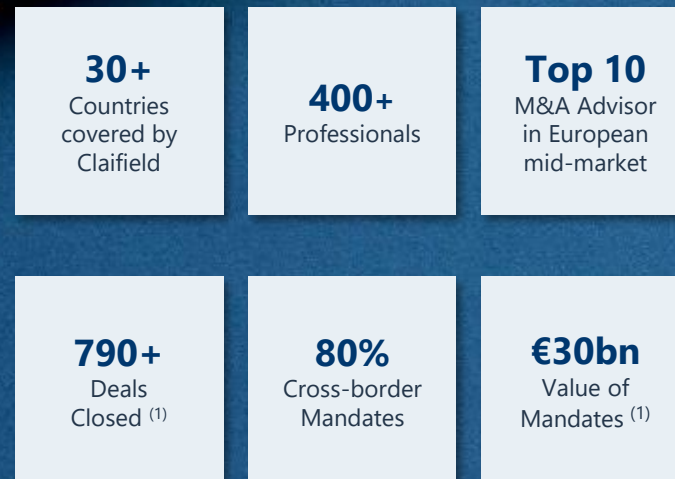 30+
Countries
covered by
Claifield
400+
Professionals
Top 10
M&A Advisor
in European
mid-market
790+
Deals
Closed (1)
80%
Cross-border
Mandates
€30bn
Value of
Mandates (1)